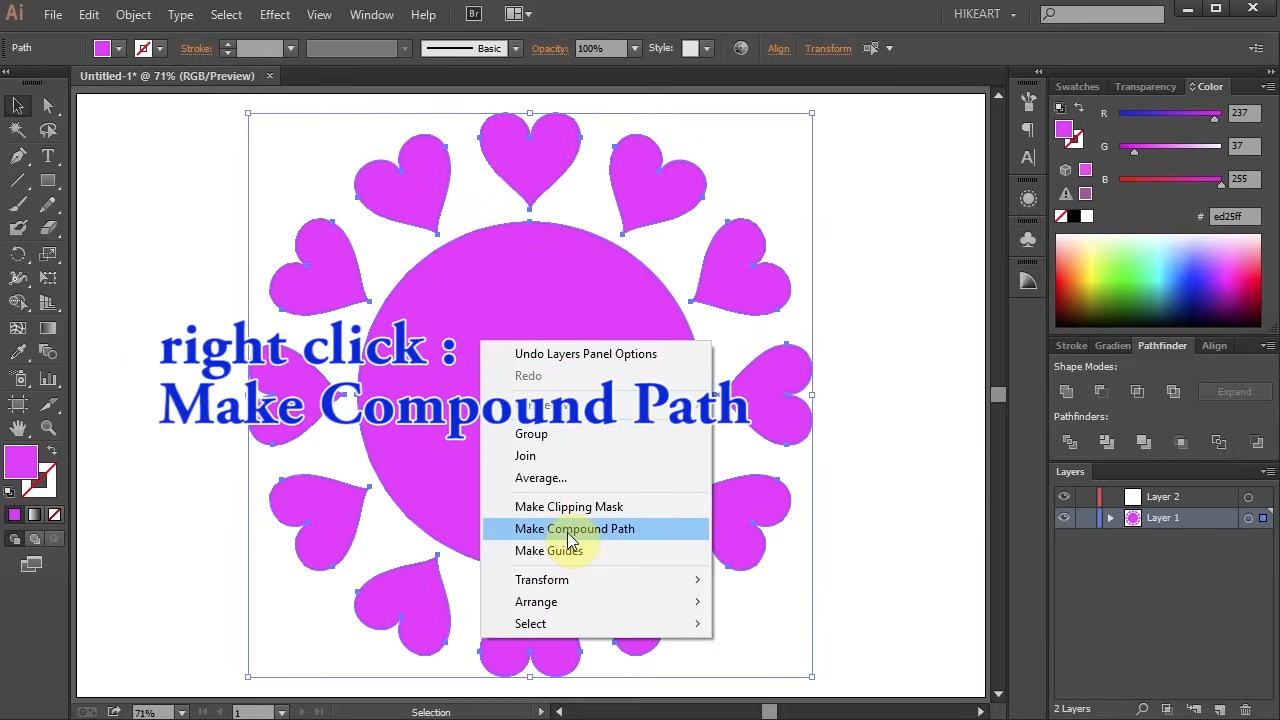 Ai File Edit Object Type Select Effect View Window Help Br HIKEART
Path Stroke: Basic Opacity: 100% Style: Align Transform
Untitled-1* @ 71% (RGB/Preview) ×
Swatches Transparency Color
R 237
G 37
B 255
# ed25ff
right click :
Make Compound Path
Undo Layers Panel Options
Redo
Group
Join
Average...
Make Clipping Mask
Make Compound Path
Make Guides
Transform
Arrange
Select
Stroke Gradien Pathfinder Align
Shape Modes:
Expand
Pathfinders:
Layers
Layer 2
Layer 1
2 Layers
71% 1 Selection